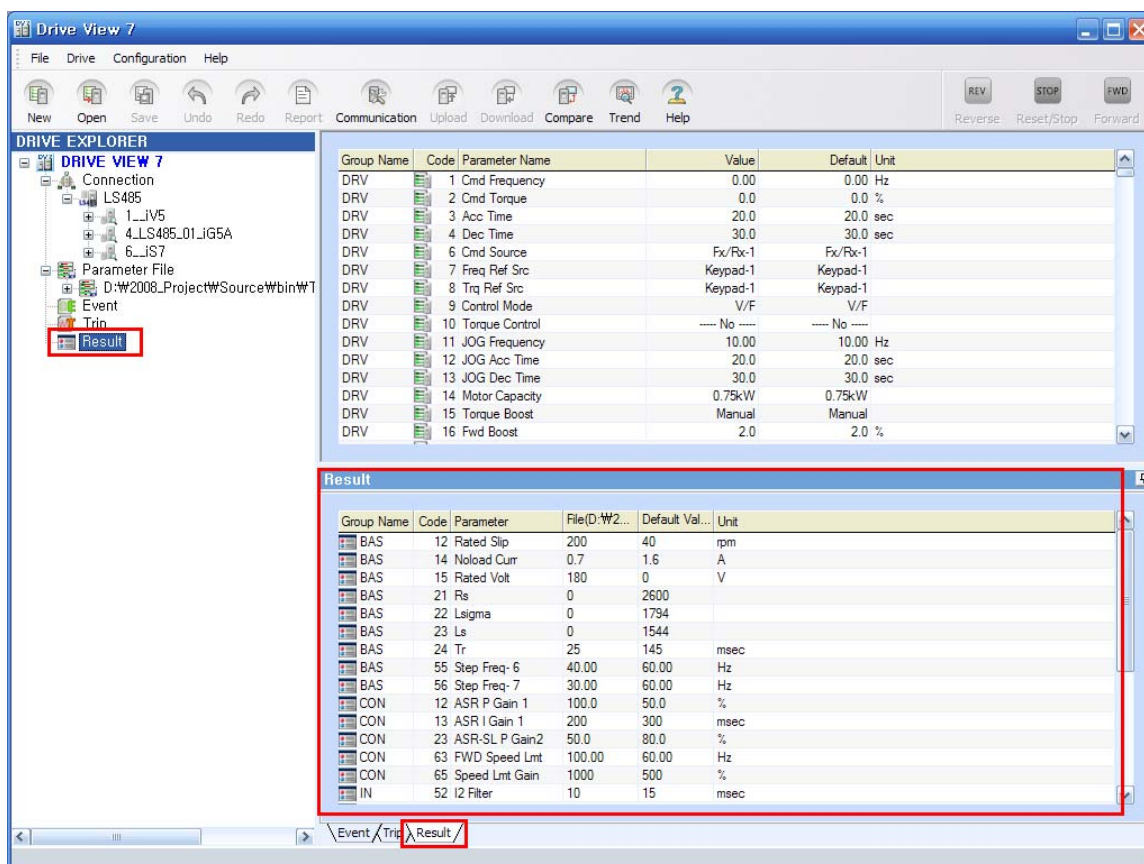 Drive View 7
File Drive Configuration Help
New Open Save Undo Redo Report Communication Upload Download Compare Trend Help REV Reverse STOP Reset/Stop FWD Forward
DRIVE EXPLORER
DRIVE VIEW 7
Connection
LS485
1__iV5
4_LS485_01_iG5A
6__iS7
Parameter File
D:₩2008_Project₩Source₩bin₩T
Event
Trip
Result
Group Name Code Parameter Name Value Default Unit
DRV 1 Cmd Frequency 0.00 0.00 Hz
DRV 2 Cmd Torque 0.0 0.0 %
DRV 3 Acc Time 20.0 20.0 sec
DRV 4 Dec Time 30.0 30.0 sec
DRV 6 Cmd Source Fx/Rx-1 Fx/Rx-1
DRV 7 Freq Ref Src Keypad-1 Keypad-1
DRV 8 Trq Ref Src Keypad-1 Keypad-1
DRV 9 Control Mode V/F V/F
DRV 10 Torque Control ----- No ----- ----- No -----
DRV 11 JOG Frequency 10.00 10.00 Hz
DRV 12 JOG Acc Time 20.0 20.0 sec
DRV 13 JOG Dec Time 30.0 30.0 sec
DRV 14 Motor Capacity 0.75kW 0.75kW
DRV 15 Torque Boost Manual Manual
DRV 16 Fwd Boost 2.0 2.0 %
Result
Group Name Code Parameter File(D:₩2... Default Val... Unit
BAS 12 Rated Slip 200 40 rpm
BAS 14 Noload Curr 0.7 1.6 A
BAS 15 Rated Volt 180 0 V
BAS 21 Rs 0 2600
BAS 22 Lsigma 0 1794
BAS 23 Ls 0 1544
BAS 24 Tr 25 145 msec
BAS 55 Step Freq- 6 40.00 60.00 Hz
BAS 56 Step Freq- 7 30.00 60.00 Hz
CON 12 ASR P Gain 1 100.0 50.0 %
CON 13 ASR I Gain 1 200 300 msec
CON 23 ASR-SL P Gain2 50.0 80.0 %
CON 63 FWD Speed Lmt 100.00 60.00 Hz
CON 65 Speed Lmt Gain 1000 500 %
IN 52 I2 Filter 10 15 msec
Event Trip Result